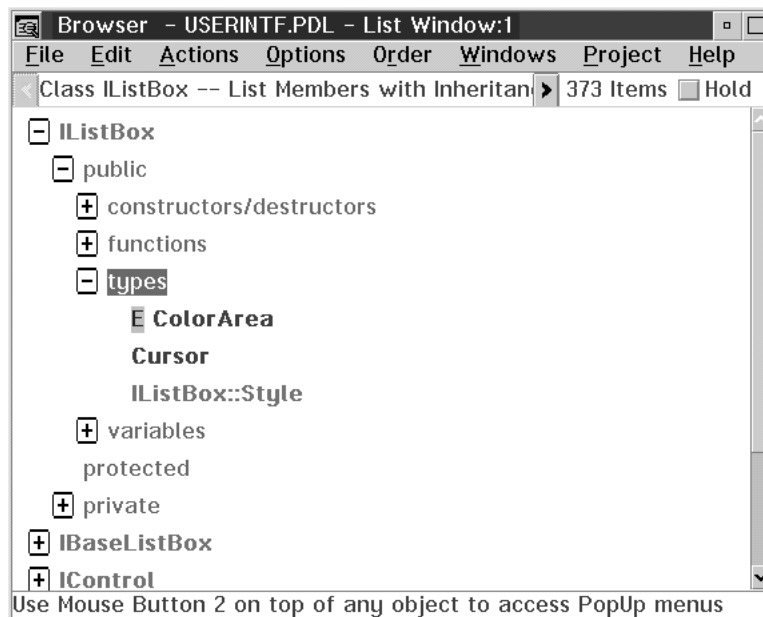 Browser - USERINTF.PDL - List Window:1
File Edit Actions Options Order Windows Project Help
Class IListBox -- List Members with Inheritan 373 Items Hold
IListBox
public
constructors/destructors
functions
types
E ColorArea
Cursor
IListBox::Style
variables
protected
private
IBaseListBox
IControl
Use Mouse Button 2 on top of any object to access PopUp menus